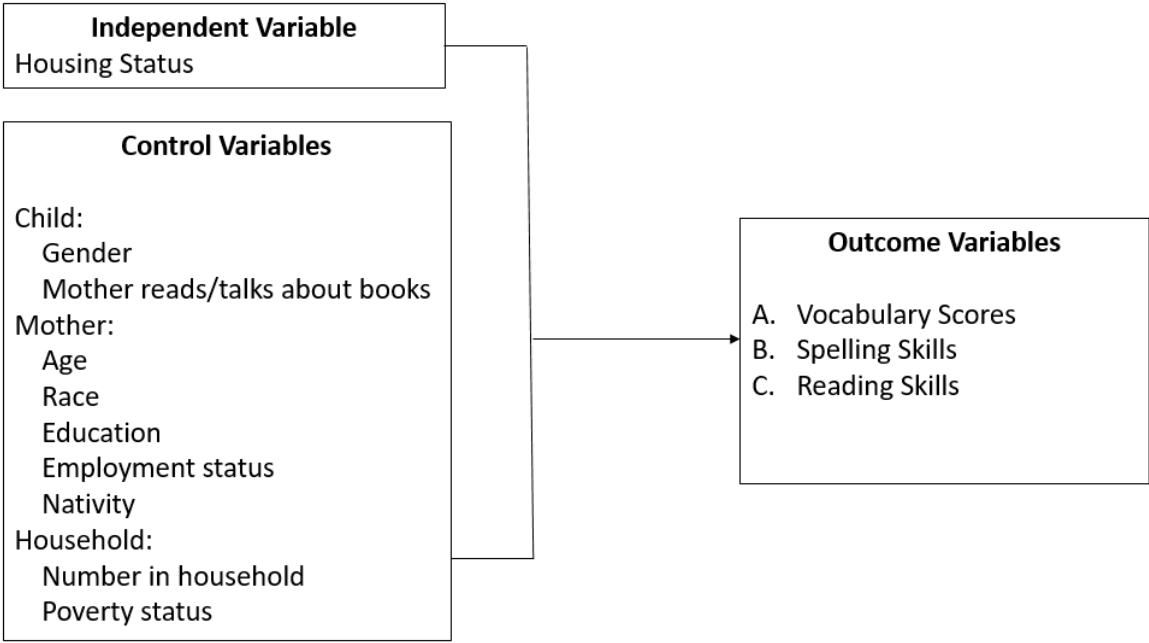 Independent Variable
Housing Status
Control Variables
Child:
Gender
Mother reads/talks about books
Mother:
Age
Race
Education
Employment status
Nativity
Household:
Number in household
Poverty status
Outcome Variables
A. Vocabulary Scores
B. Spelling Skills
C. Reading Skills